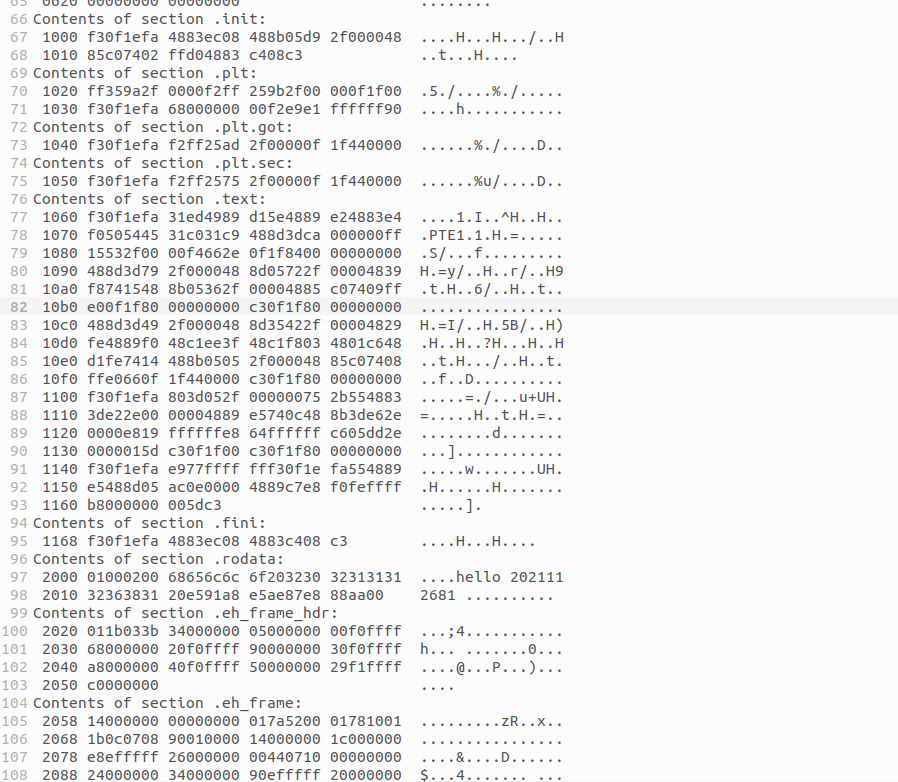 65 0620 00000000 00000000 ........
66 Contents of section .init:
67 1000 f30f1efa 4883ec08 488b05d9 2f000048 ....H...H.../..H
68 1010 85c07402 ffd04883 c408c3 ..t...H....
69 Contents of section .plt:
70 1020 ff359a2f 0000f2ff 259b2f00 000f1f00 .5./....%./.....
71 1030 f30f1efa 68000000 00f2e9e1 ffffff90 ....h...........
72 Contents of section .plt.got:
73 1040 f30f1efa f2ff25ad 2f00000f 1f440000 ......%./....D..
74 Contents of section .plt.sec:
75 1050 f30f1efa f2ff2575 2f00000f 1f440000 ......%u/....D..
76 Contents of section .text:
77 1060 f30f1efa 31ed4989 d15e4889 e24883e4 ....1.I..^H..H..
78 1070 f0505445 31c031c9 488d3dca 000000ff .PTE1.1.H.=.....
79 1080 15532f00 00f4662e 0f1f8400 00000000 .S/...f.........
80 1090 488d3d79 2f000048 8d05722f 00004839 H.=y/..H..r/..H9
81 10a0 f8741548 8b05362f 00004885 c07409ff .t.H..6/..H..t..
82 10b0 e00f1f80 00000000 c30f1f80 00000000 ................
83 10c0 488d3d49 2f000048 8d35422f 00004829 H.=I/..H.5B/..H)
84 10d0 fe4889f0 48c1ee3f 48c1f803 4801c648 .H..H..?H...H..H
85 10e0 d1fe7414 488b0505 2f000048 85c07408 ..t.H.../..H..t.
86 10f0 ffe0660f 1f440000 c30f1f80 00000000 ..f..D..........
87 1100 f30f1efa 803d052f 00000075 2b554883 .....=./...u+UH.
88 1110 3de22e00 00004889 e5740c48 8b3de62e =.....H..t.H.=..
89 1120 0000e819 ffffffe8 64ffffff c605dd2e ........d.......
90 1130 0000015d c30f1f00 c30f1f80 00000000 ...]............
91 1140 f30f1efa e977ffff fff30f1e fa554889 .....w.......UH.
92 1150 e5488d05 ac0e0000 4889c7e8 f0feffff .H......H.......
93 1160 b8000000 005dc3 .....].
94 Contents of section .fini:
95 1168 f30f1efa 4883ec08 4883c408 c3 ....H...H....
96 Contents of section .rodata:
97 2000 01000200 68656c6c 6f203230 32313131 ....hello 202111
98 2010 32363831 20e591a8 e5ae87e8 88aa00 2681 ..........
99 Contents of section .eh_frame_hdr:
100 2020 011b033b 34000000 05000000 00f0ffff ...;4...........
101 2030 68000000 20f0ffff 90000000 30f0ffff h... .......0...
102 2040 a8000000 40f0ffff 50000000 29f1ffff ....@...P...)...
103 2050 c0000000 ....
104 Contents of section .eh_frame:
105 2058 14000000 00000000 017a5200 01781001 .........zR..x..
106 2068 1b0c0708 90010000 14000000 1c000000 ................
107 2078 e8efffff 26000000 00440710 00000000 ....&....D......
108 2088 24000000 34000000 90efffff 20000000 $...4....... ...